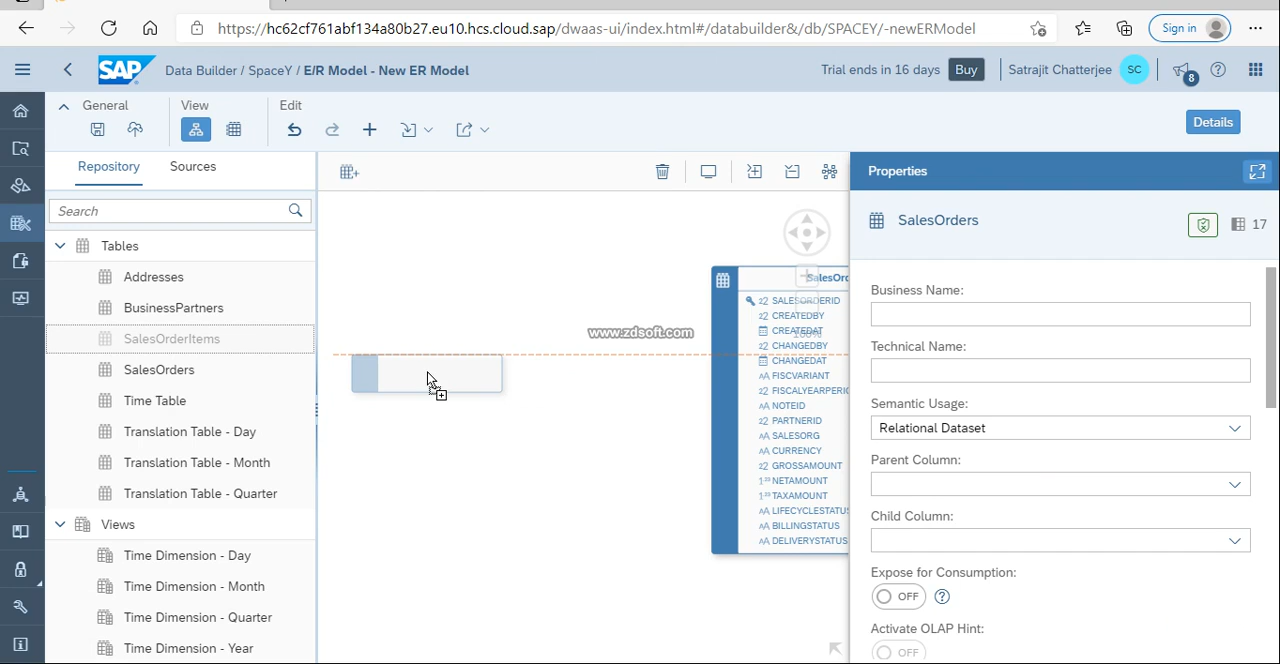 https://hc62cf761abf134a80b27.eu10.hcs.cloud.sap/dwaas-ui/index.html#/databuilder&/db/SPACEY/-newERModel
Sign in
SAP
Data Builder / SpaceY / E/R Model - New ER Model
Trial ends in 16 days
Buy
Satrajit Chatterjee
SC
8
General
View
Edit
Details
Repository
Sources
Search
Tables
Addresses
BusinessPartners
SalesOrderItems
SalesOrders
Time Table
Translation Table - Day
Translation Table - Month
Translation Table - Quarter
Views
Time Dimension - Day
Time Dimension - Month
Time Dimension - Quarter
Time Dimension - Year
www.zdsoft.com
SalesOrd
SALESORDERID
CREATEDBY
CREATEDAT
CHANGEDBY
CHANGEDAT
FISCVARIANT
FISCALYEARPERIO
NOTEID
PARTNERID
SALESORG
CURRENCY
GROSSAMOUNT
NETAMOUNT
TAXAMOUNT
LIFECYCLESTATUS
BILLINGSTATUS
DELIVERYSTATUS
Properties
SalesOrders
17
Business Name:
Technical Name:
Semantic Usage:
Relational Dataset
Parent Column:
Child Column:
Expose for Consumption:
OFF
Activate OLAP Hint:
OFF